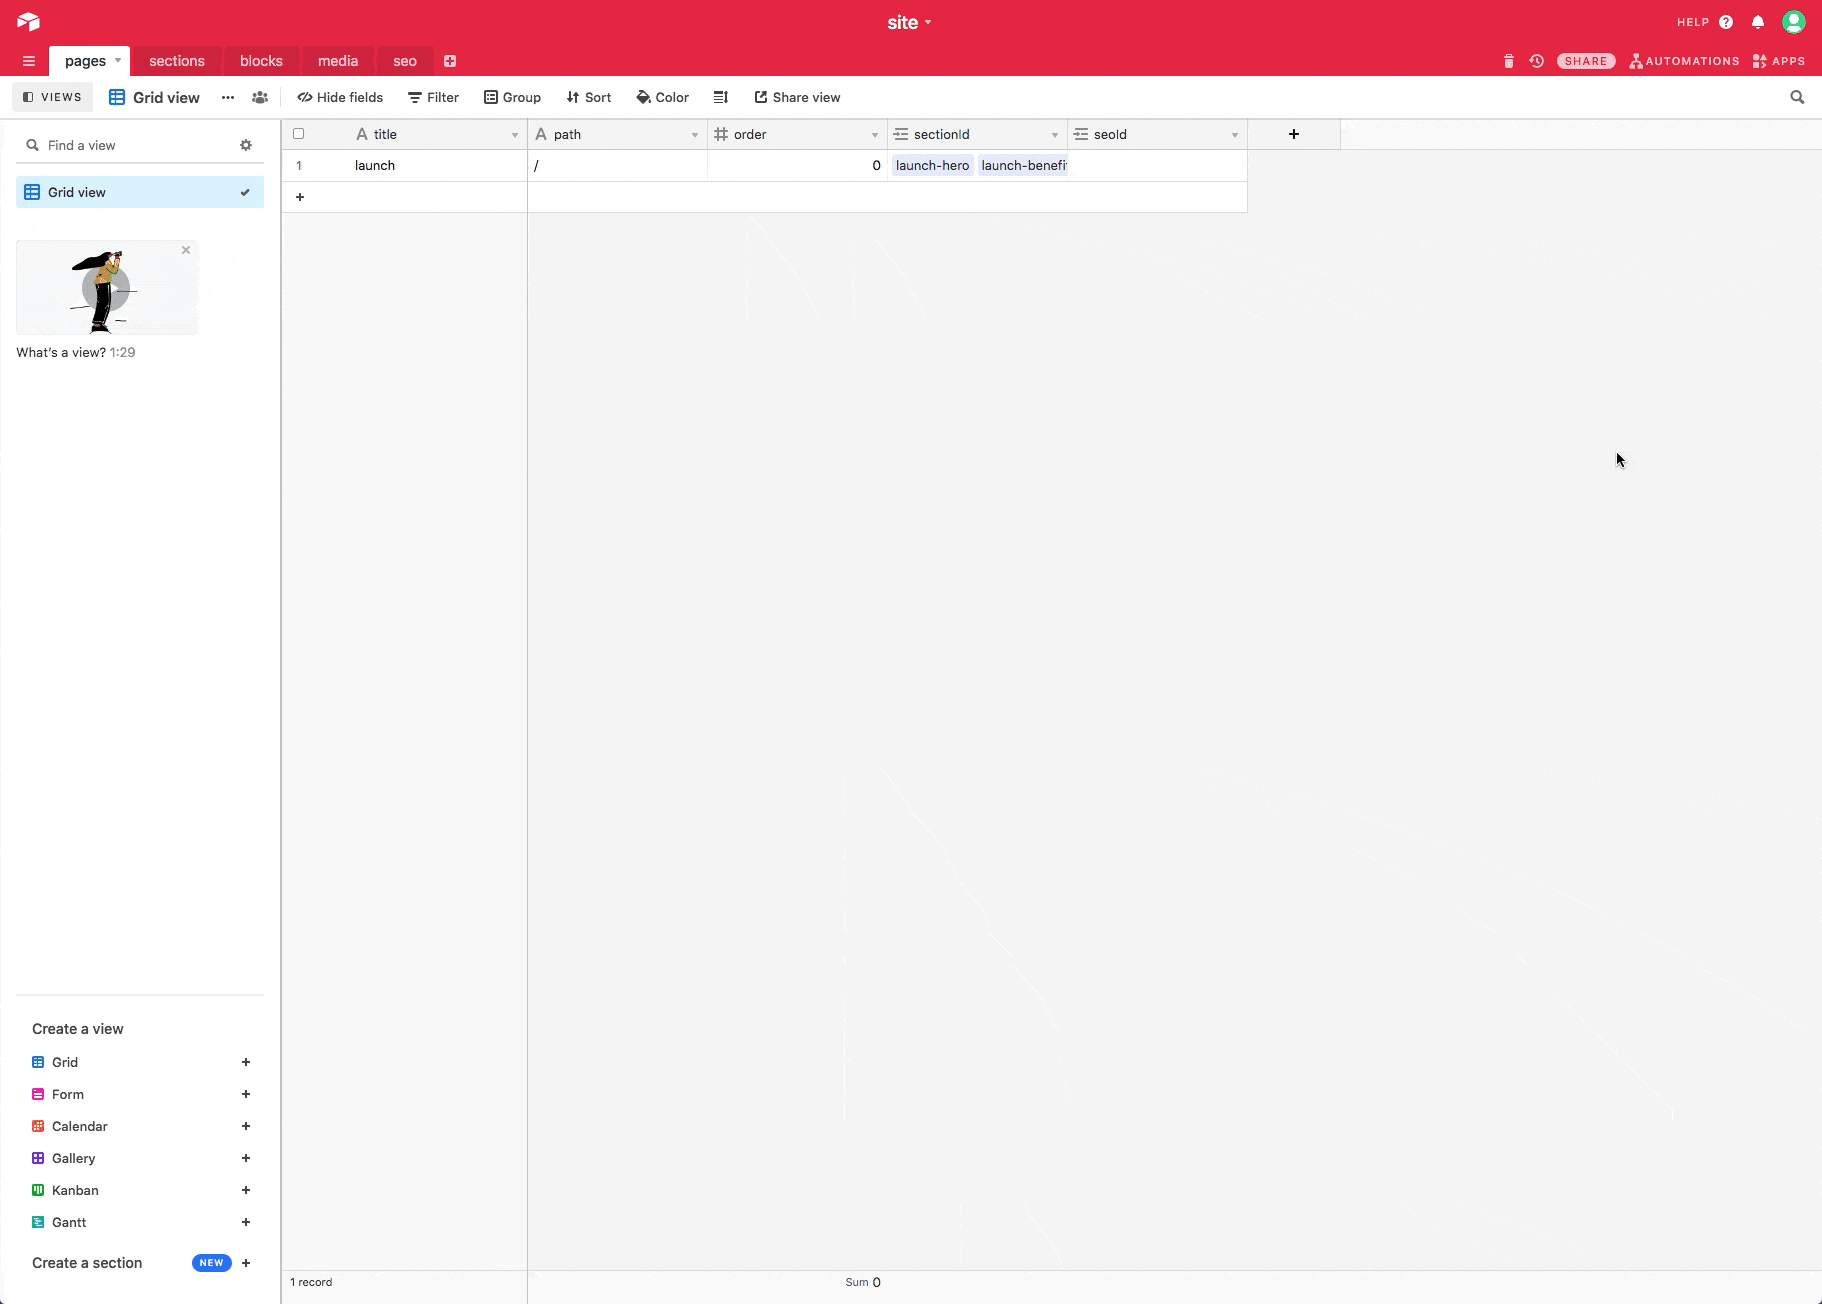 site
HELP
pages
sections
blocks
media
seo
SHARE
AUTOMATIONS
APPS
VIEWS
Grid view
Hide fields
Filter
Group
Sort
Color
Share view
Find a view
Grid view
What's a view? 1:29
title
path
order
sectionId
seoId
1
launch
/
0
launch-hero
launch-benefi
Create a view
Grid
Form
Calendar
Gallery
Kanban
Gantt
Create a section
NEW
1 record
Sum 0